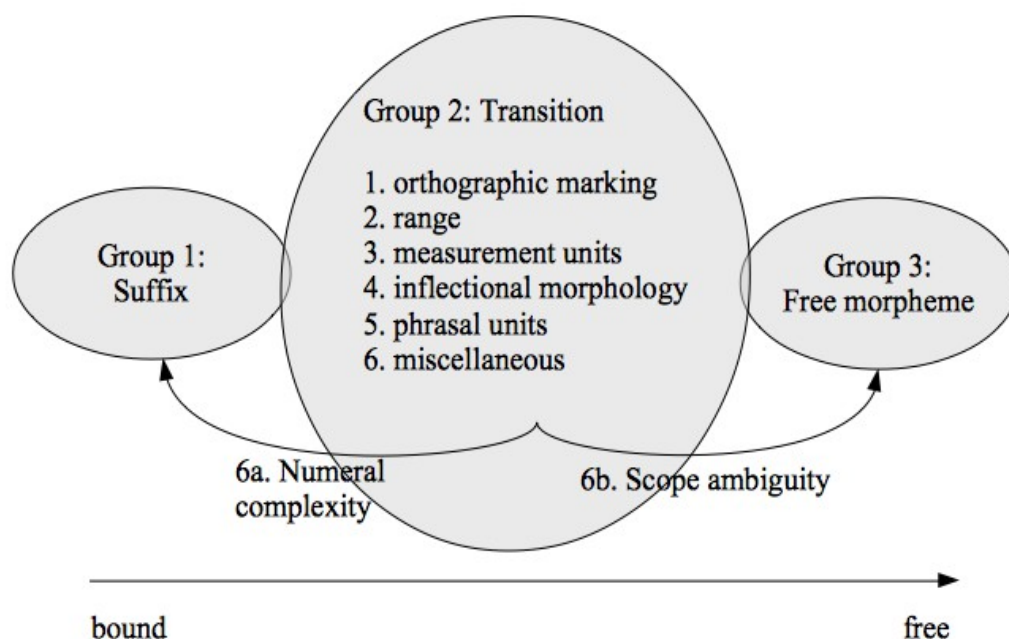 Group 2: Transition
1. orthographic marking
2. range
3. measurement units
4. inflectional morphology
5. phrasal units
6. miscellaneous
Group 1:
Suffix
Group 3:
Free morpheme
6a. Numeral
complexity
6b. Scope ambiguity
bound
free